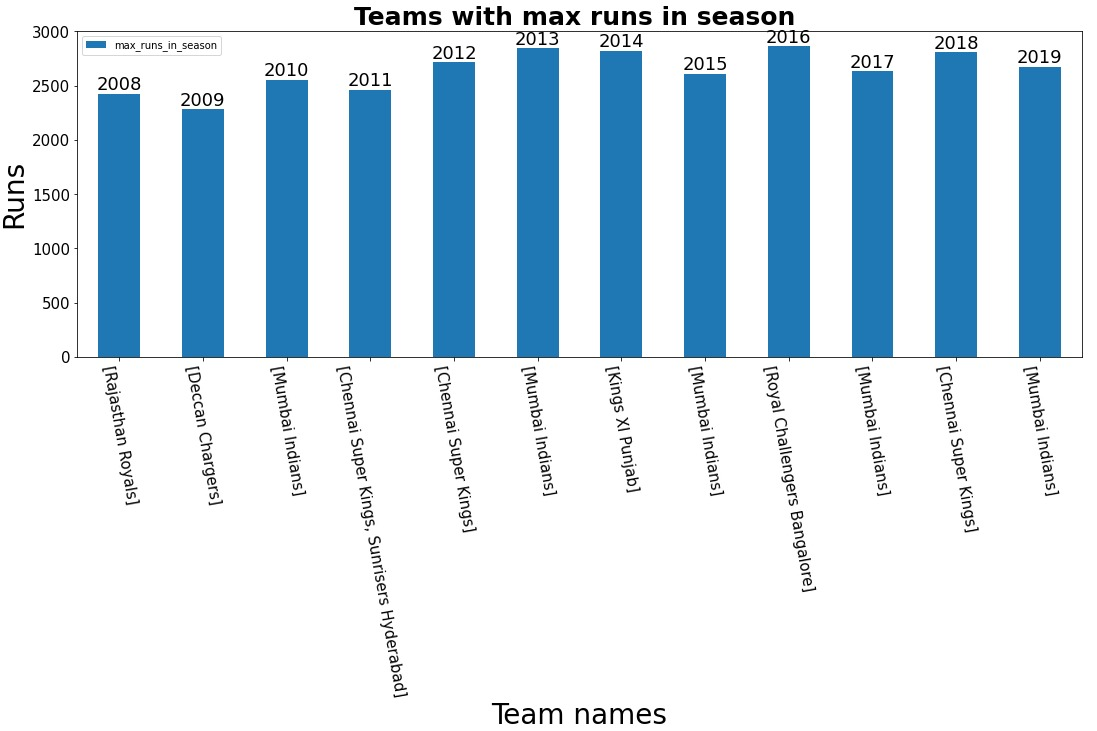 Teams with max runs in season
max_runs_in_season
Runs
3000
2500
2000
1500
1000
500
0
2008
2009
2010
2011
2012
2013
2014
2015
2016
2017
2018
2019
[Rajasthan Royals]
[Deccan Chargers]
[Mumbai Indians]
[Chennai Super Kings, Sunrisers Hyderabad]
[Chennai Super Kings]
[Mumbai Indians]
[Kings XI Punjab]
[Mumbai Indians]
[Royal Challengers Bangalore]
[Mumbai Indians]
[Chennai Super Kings]
[Mumbai Indians]
Team names